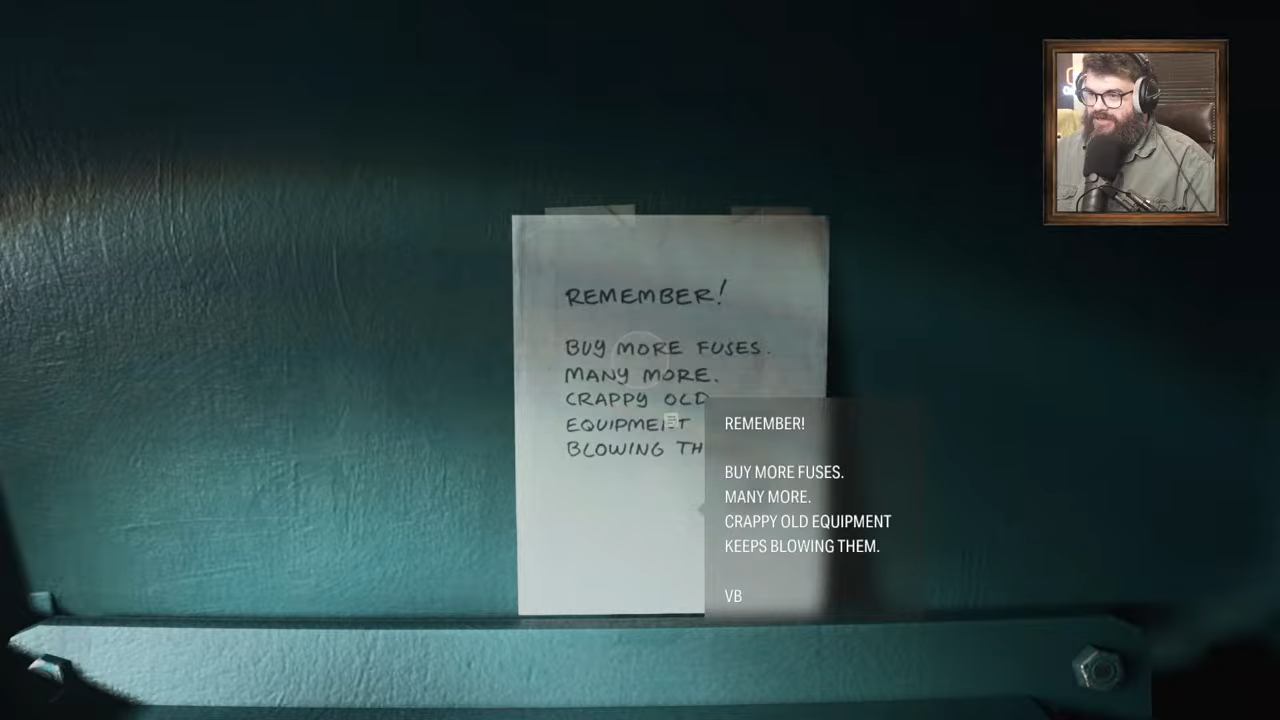 REMEMBER!
BUY MORE FUSES.
MANY MORE.
CRAPPY OLD
EQUIPMENT
BLOWING TH
REMEMBER!
BUY MORE FUSES.
MANY MORE.
CRAPPY OLD EQUIPMENT
KEEPS BLOWING THEM.
VB